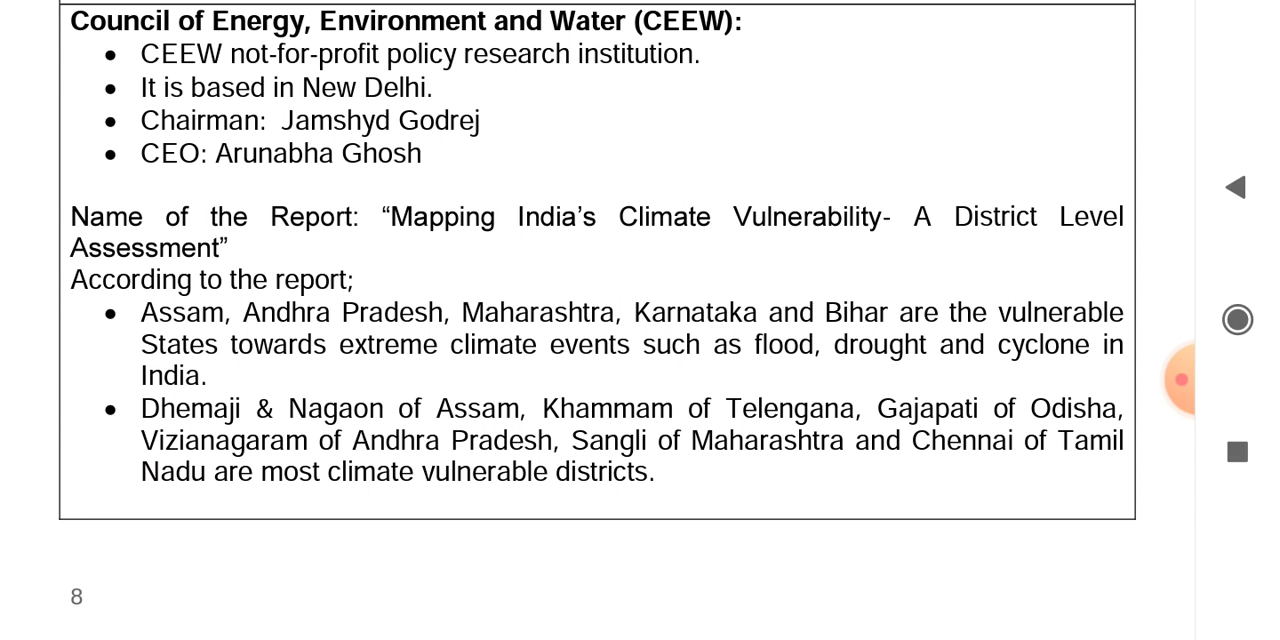 Council of Energy, Environment and Water (CEEW):
• CEEW not-for-profit policy research institution.
• It is based in New Delhi.
• Chairman:  Jamshyd Godrej
• CEO: Arunabha Ghosh
Name of the Report: “Mapping India’s Climate Vulnerability- A District Level
Assessment”
According to the report;
• Assam, Andhra Pradesh, Maharashtra, Karnataka and Bihar are the vulnerable
States towards extreme climate events such as flood, drought and cyclone in
India.
• Dhemaji & Nagaon of Assam, Khammam of Telengana, Gajapati of Odisha,
Vizianagaram of Andhra Pradesh, Sangli of Maharashtra and Chennai of Tamil
Nadu are most climate vulnerable districts.
8